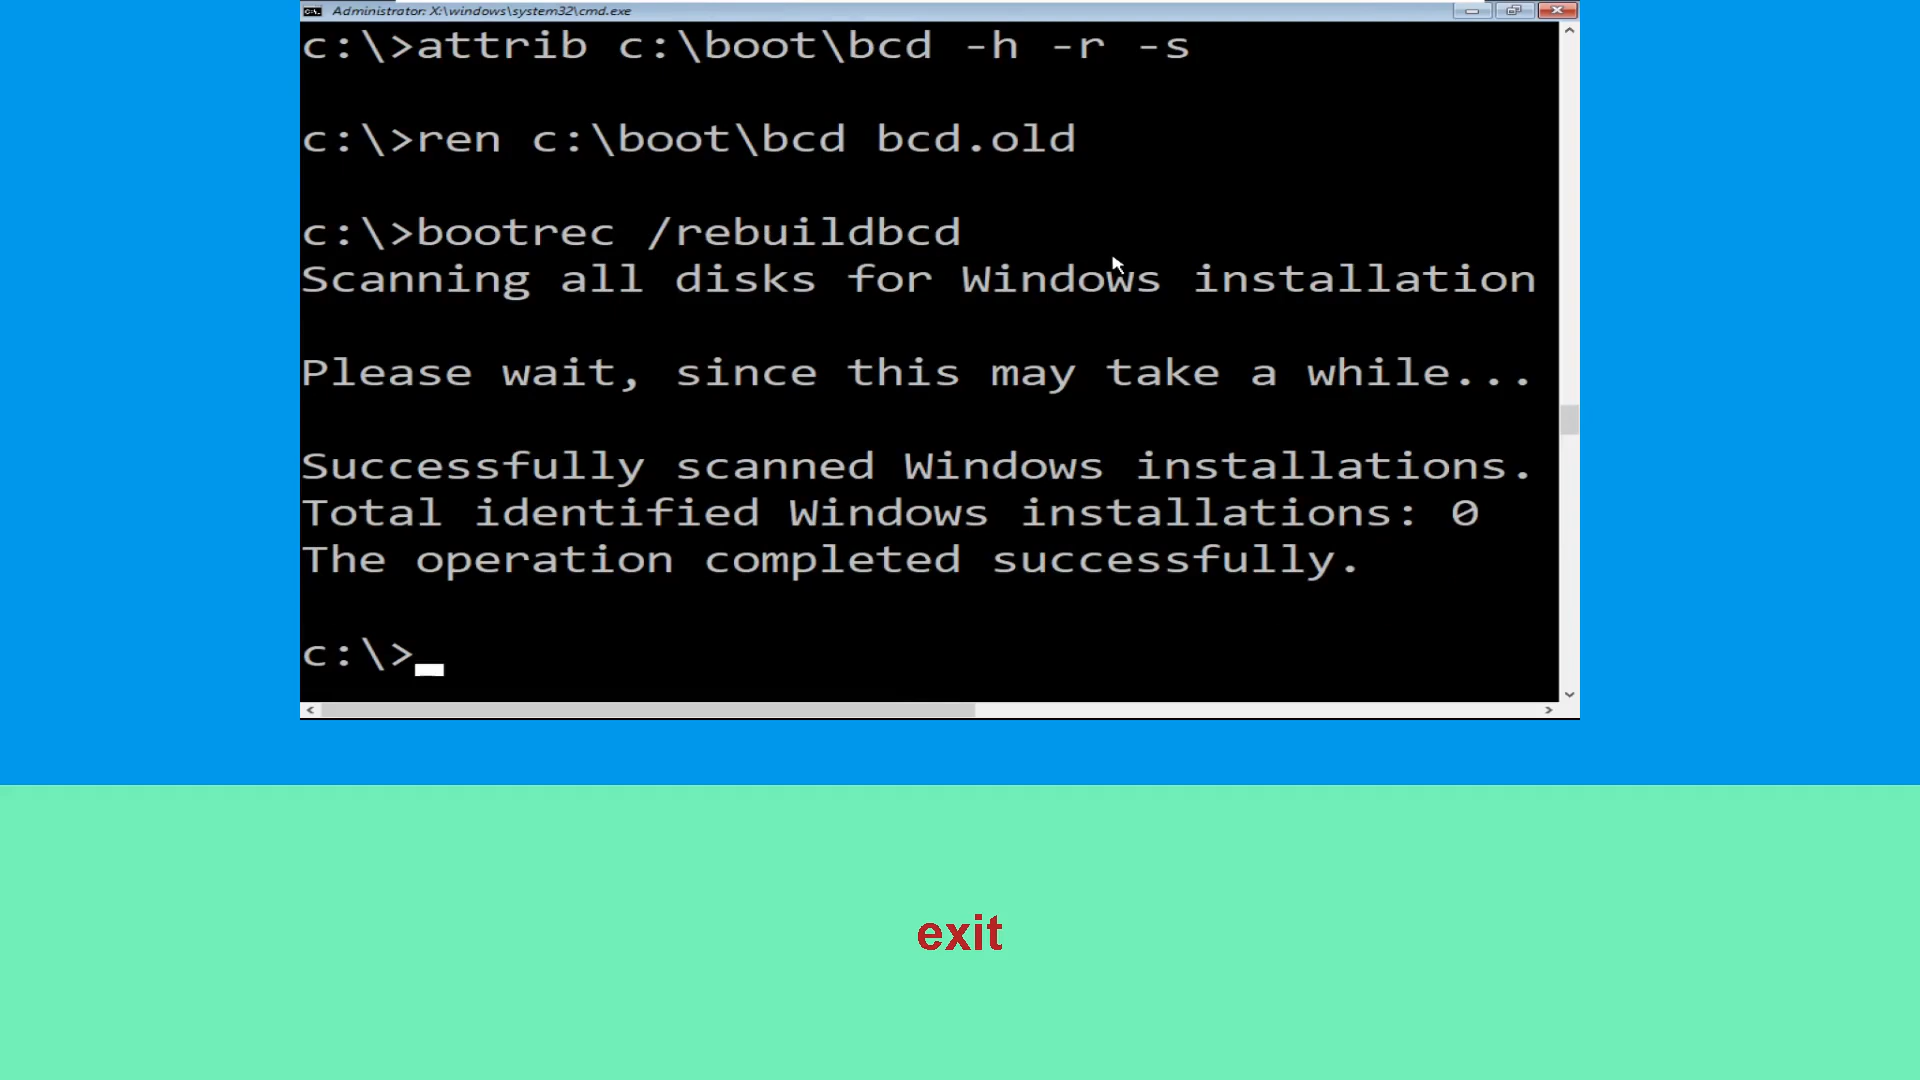 Administrator: X:\windows\system32\cmd.exe
c:\>attrib c:\boot\bcd -h -r -s
c:\>ren c:\boot\bcd bcd.old
c:\>bootrec /rebuildbcd
Scanning all disks for Windows installation
Please wait, since this may take a while...
Successfully scanned Windows installations.
Total identified Windows installations: 0
The operation completed successfully.
c:\>
exit